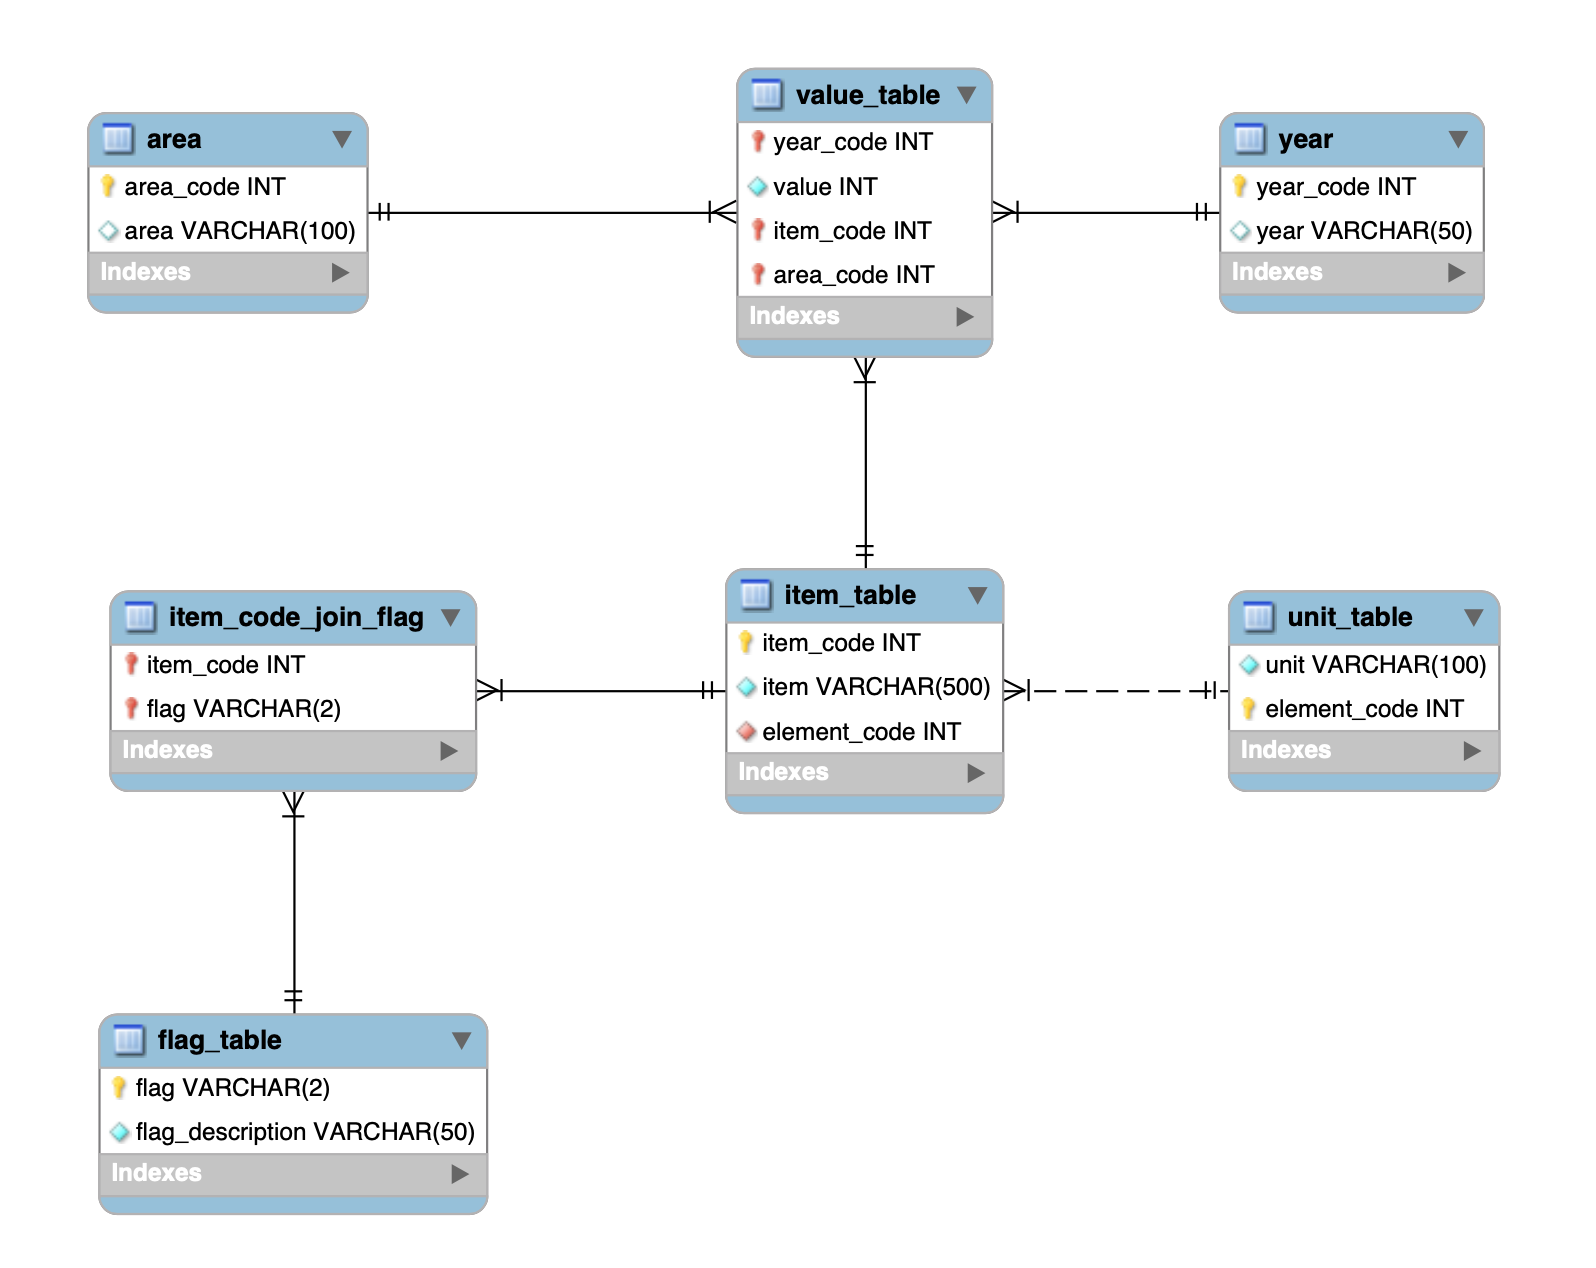 area
area_code INT
area VARCHAR(100)
Indexes
value_table
year_code INT
value INT
item_code INT
area_code INT
Indexes
year
year_code INT
year VARCHAR(50)
Indexes
item_code_join_flag
item_code INT
flag VARCHAR(2)
Indexes
item_table
item_code INT
item VARCHAR(500)
element_code INT
Indexes
unit_table
unit VARCHAR(100)
element_code INT
Indexes
flag_table
flag VARCHAR(2)
flag_description VARCHAR(50)
Indexes